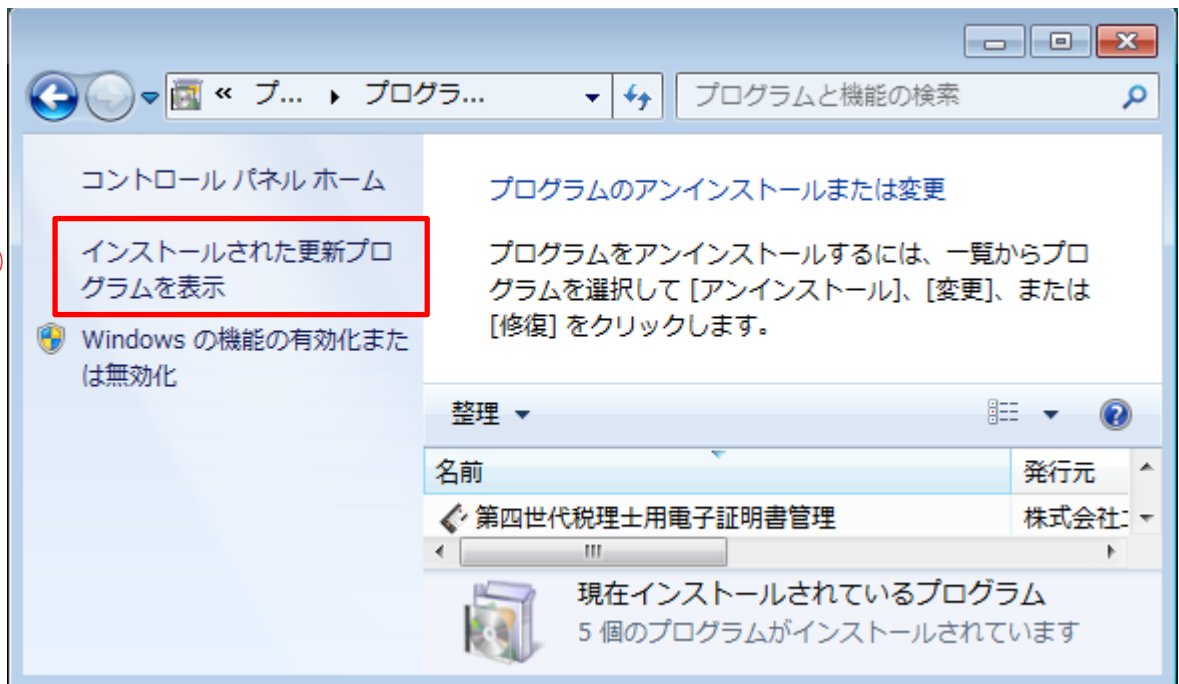 « プ... ▸ プログラ...
プログラムと機能の検索
コントロール パネル ホーム
インストールされた更新プロ
グラムを表示
Windows の機能の有効化また
は無効化
プログラムのアンインストールまたは変更
プログラムをアンインストールするには、一覧からプロ
グラムを選択して [アンインストール]、[変更]、または
[修復] をクリックします。
整理
名前
発行元
第四世代税理士用電子証明書管理
株式会社
現在インストールされているプログラム
5 個のプログラムがインストールされています